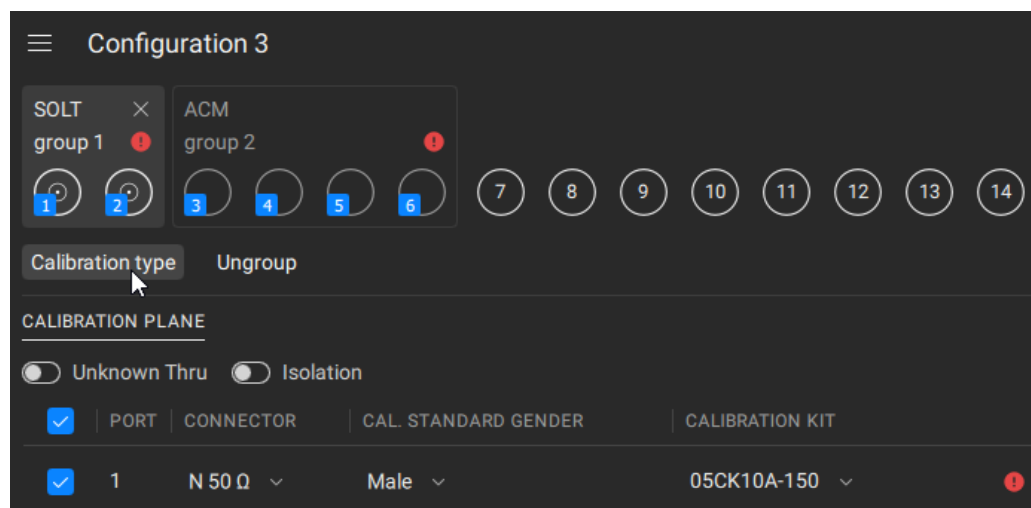 Configuration 3
SOLT
group 1
ACM
group 2
1 2 3 4 5 6 7 8 9 10 11 12 13 14
Calibration type Ungroup
CALIBRATION PLANE
Unknown Thru Isolation
PORT CONNECTOR CAL. STANDARD GENDER CALIBRATION KIT
1 N 50 Ω Male 05CK10A-150